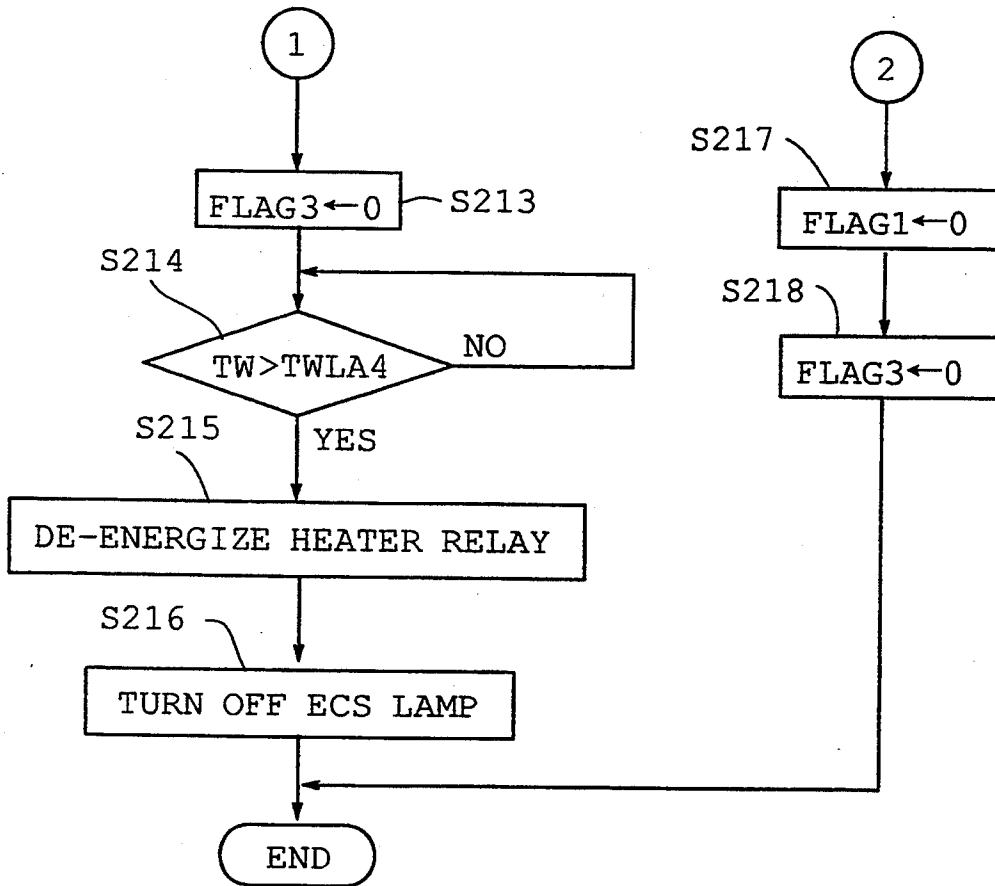 1
FLAG3←0
S213
S214
TW>TWLA4
NO
YES
S215
DE-ENERGIZE HEATER RELAY
S216
TURN OFF ECS LAMP
END
2
S217
FLAG1←0
S218
FLAG3←0